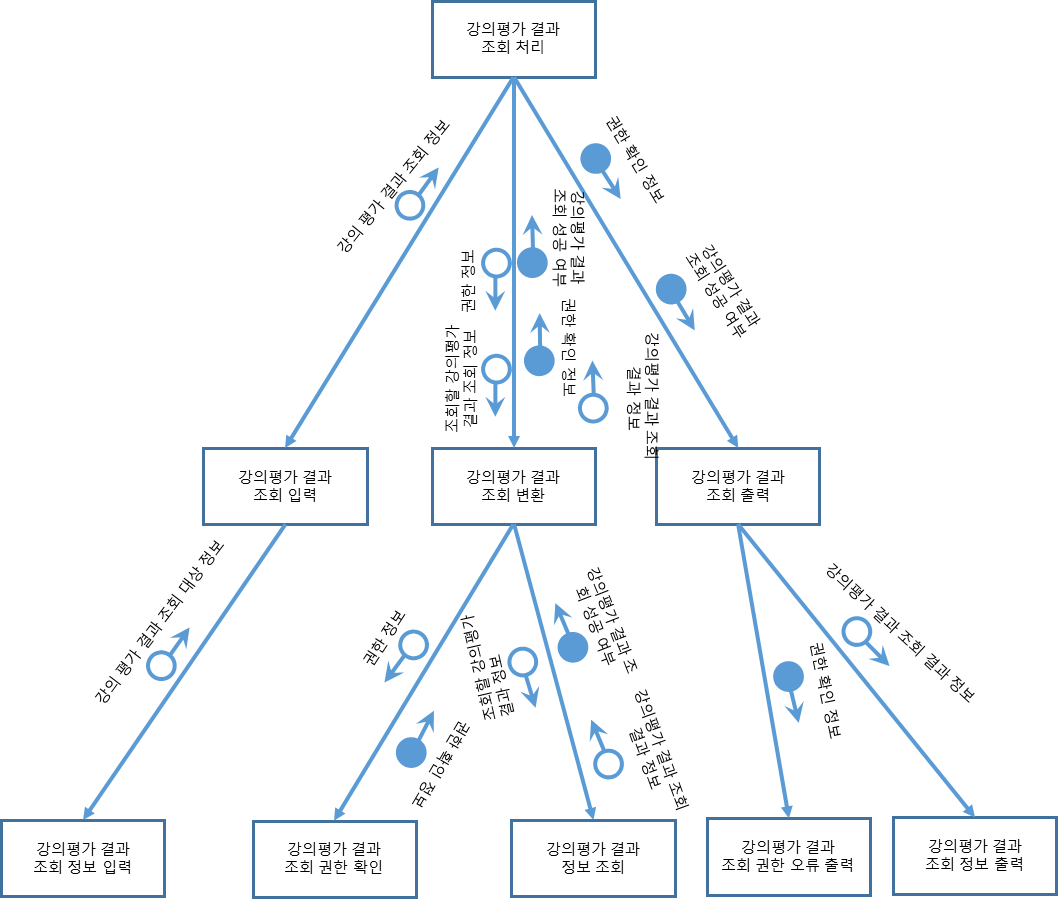 강의평가 결과
조회 처리
강의 평가 결과 조회 정보
권한 확인 정보
강의평가 결과
조회 성공 여부
권한 정보
강의평가 결과
조회 성공 여부
권한 확인 정보
조회할 강의평가
결과 조회 정보
강의평가 결과 조회
결과 정보
강의평가 결과
조회 입력
강의평가 결과
조회 변환
강의평가 결과
조회 출력
강의 평가 결과 조회 대상 정보
권한 정보
조회할 강의평가
결과 정보
강의평가 결과 조
회 성공 여부
강의평가 결과 조회 결과 정보
권한 확인 정보
권한 확인 정보
강의평가 결과 조회
결과 정보
강의평가 결과
조회 정보 입력
강의평가 결과
조회 권한 확인
강의평가 결과
정보 조회
강의평가 결과
조회 권한 오류 출력
강의평가 결과
조회 정보 출력